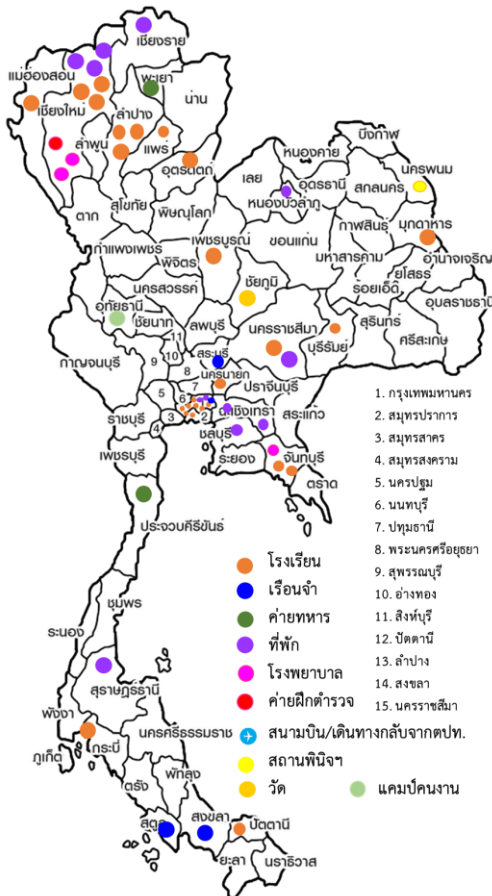 เชียงราย
แม่ฮ่องสอน
พะเยา
น่าน
เชียงใหม่
ลำปาง
ลำพูน
แพร่
อุตรดิตถ์
บึงกาฬ
หนองคาย
เลย
อุดรธานี
นครพนม
สกลนคร
หนองบัวลำภู
ตาก
สุโขทัย
พิษณุโลก
กาฬสินธุ์
มุกดาหาร
กำแพงเพชร
เพชรบูรณ์
ขอนแก่น
พิจิตร
มหาสารคาม
อำนาจเจริญ
ยโสธร
ร้อยเอ็ด
นครสวรรค์
ชัยภูมิ
อุบลราชธานี
อุทัยธานี
ชัยนาท
ลพบุรี
นครราชสีมา
สุรินทร์
ศรีสะเกษ
บุรีรัมย์
11
10
9
สระบุรี
8
นครนายก
กาญจนบุรี
7
ปราจีนบุรี
5
6
ฉะเชิงเทรา
สระแก้ว
ราชบุรี
3
2
4
ชลบุรี
ระยอง
จันทบุรี
เพชรบุรี
ตราด
ประจวบคีรีขันธ์
ชุมพร
ระนอง
สุราษฎร์ธานี
พังงา
กระบี่
นครศรีธรรมราช
ภูเก็ต
ตรัง
พัทลุง
สตูล
สงขลา
ปัตตานี
ยะลา
นราธิวาส
1. กรุงเทพมหานคร
2. สมุทรปราการ
3. สมุทรสาคร
4. สมุทรสงคราม
5. นครปฐม
6. นนทบุรี
7. ปทุมธานี
8. พระนครศรีอยุธยา
9. สุพรรณบุรี
10. อ่างทอง
11. สิงห์บุรี
12. ปัตตานี
13. ลำปาง
14. สงขลา
15. นครราชสีมา
โรงเรียน
เรือนจำ
ค่ายทหาร
ที่พัก
โรงพยาบาล
ค่ายฝึกตำรวจ
สนามบิน/เดินทางกลับจากตปท.
สถานพินิจฯ
วัด
แคมป์คนงาน